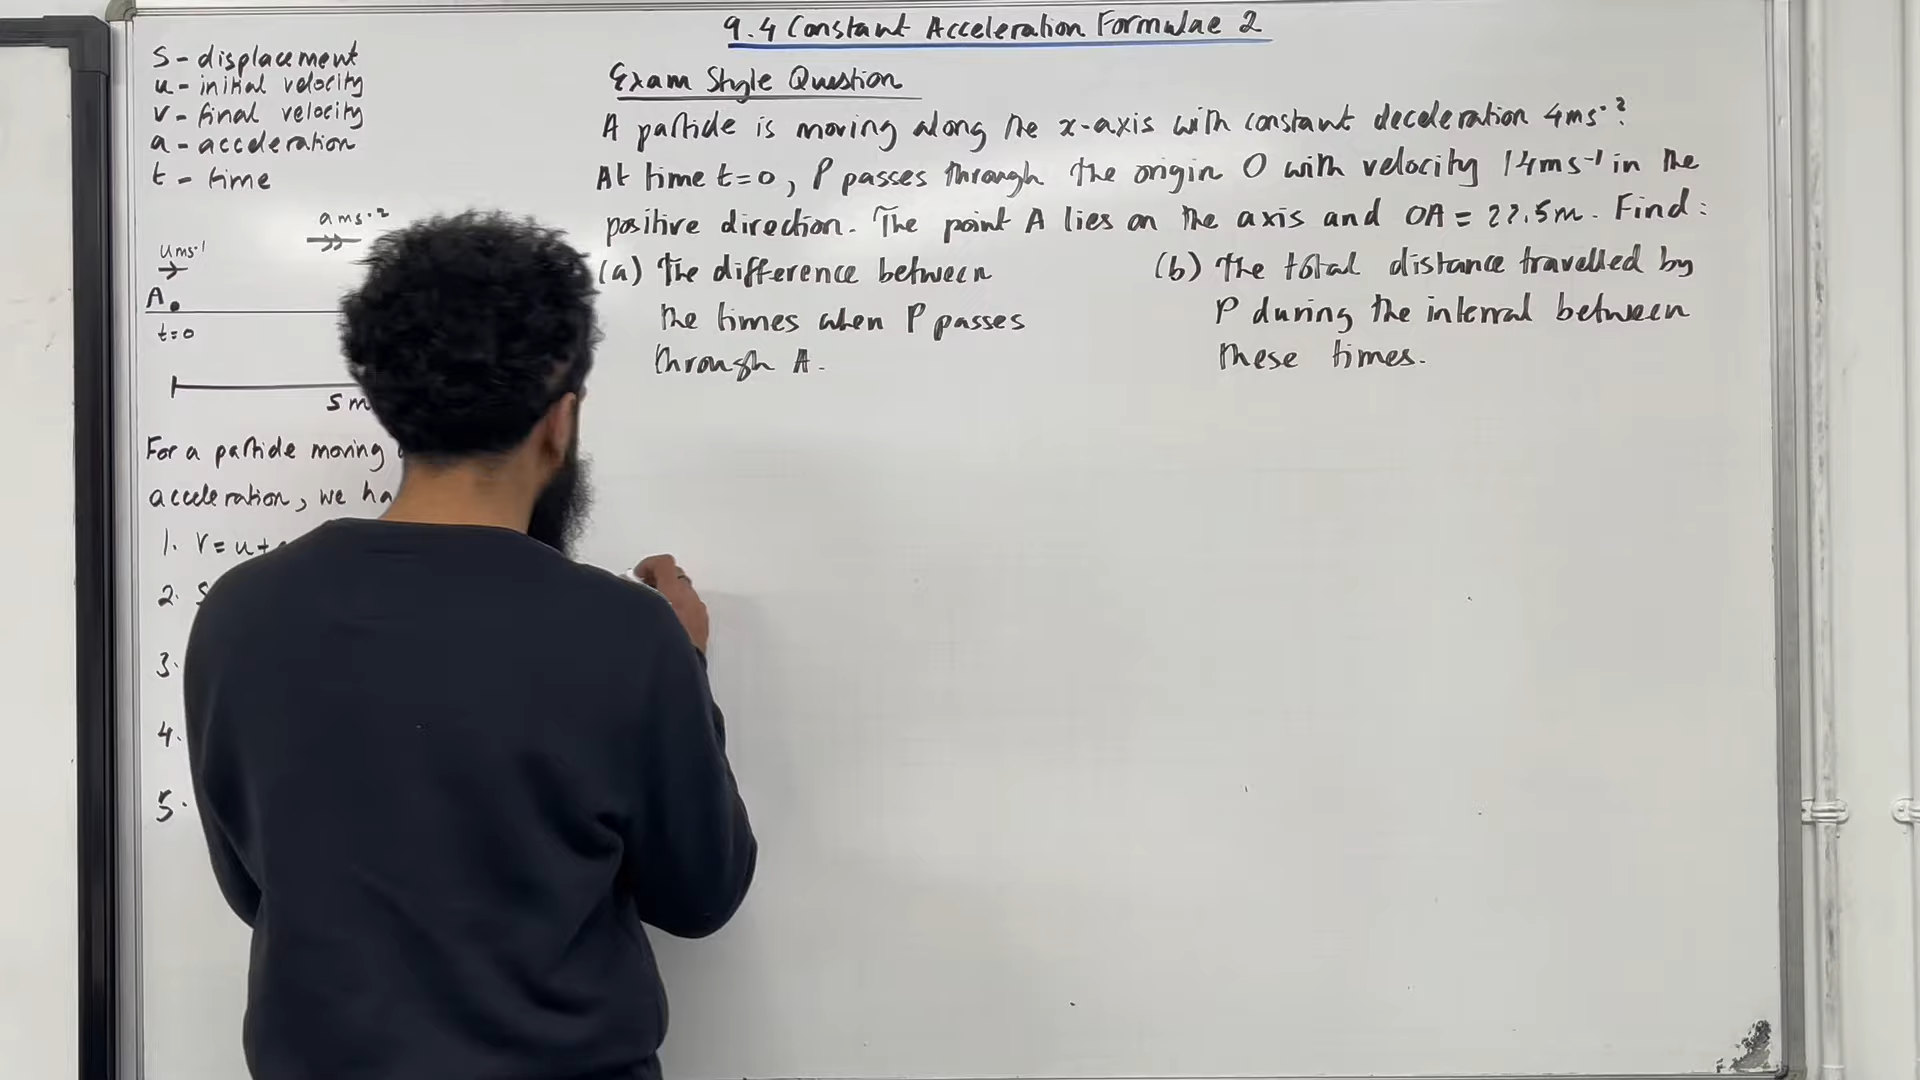 9.4 Constant Acceleration Formulae 2
s - displacement
u - initial velocity
v - final velocity
a - acceleration
t - time
a ms⁻²
u ms⁻¹
A
t=0
s m
For a particle moving
acceleration, we ha
1. v = u +
2. s
3.
4.
5.
Exam Style Question
A particle is moving along the x-axis with constant deceleration 4ms⁻².
At time t=0, P passes through the origin O with velocity 14ms⁻¹ in the
positive direction. The point A lies on the axis and OA = 22.5m. Find:
(a) The difference between
the times when P passes
through A.
(b) The total distance travelled by
P during the interval between
these times.